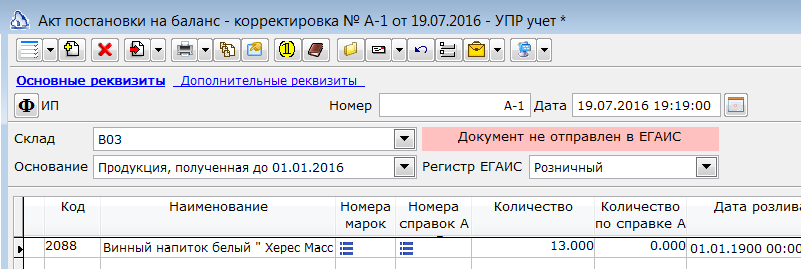 Акт постановки на баланс - корректировка № А-1 от 19.07.2016 - УПР учет *
Основные реквизиты Дополнительные реквизиты
Ф ИП Номер А-1 Дата 19.07.2016 19:19:00
Склад В03 Документ не отправлен в ЕГАИС
Основание Продукция, полученная до 01.01.2016 Регистр ЕГАИС Розничный
Код Наименование Номера Номера Количество Количество Дата розлива
марок справок А по справке А
2088 Винный напиток белый " Херес Масс 13.000 0.000 01.01.1900 00:00